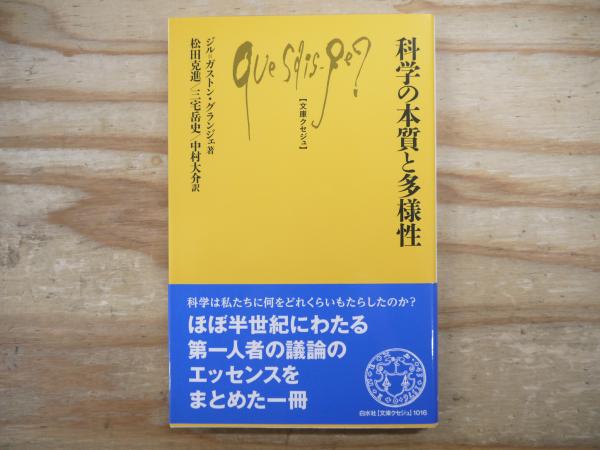 科学の本質と多様性
Que sais-je?
【文庫クセジュ】
ジル=ガストン・グランジェ著
松田克進/三宅岳史/中村大介訳
科学は私たちに何をどれくらいもたらしたのか?
ほぼ半世紀にわたる
第一人者の議論の
エッセンスを
まとめた一冊
白水社【文庫クセジュ】1016